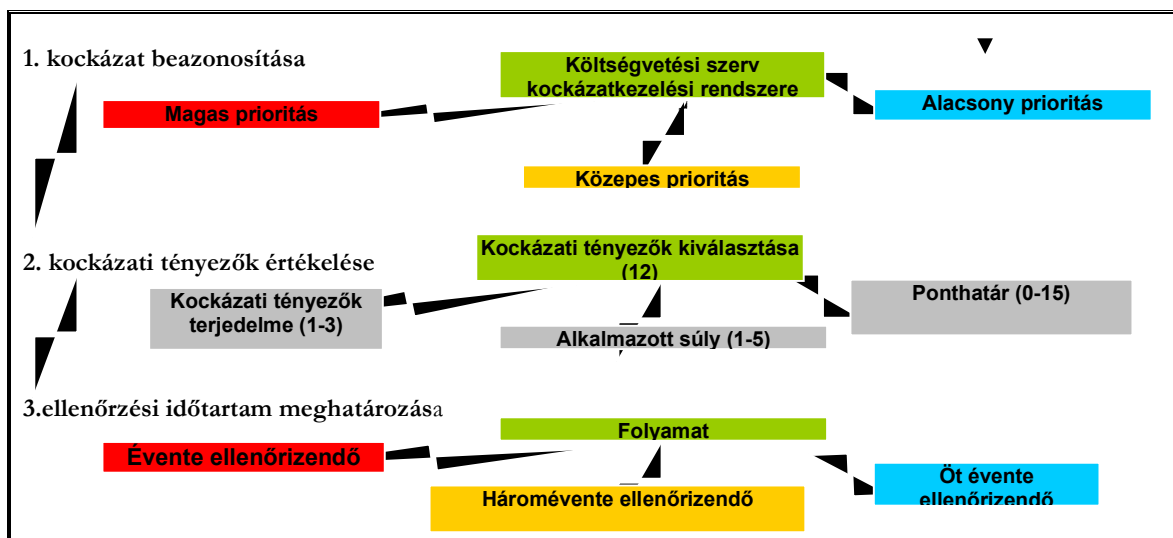 1. kockázat beazonosítása
Költségvetési szerv
kockázatkezelési rendszere
Magas prioritás
Alacsony prioritás
Közepes prioritás
2. kockázati tényezők értékelése
Kockázati tényezők kiválasztása
(12)
Kockázati tényezők
terjedelme (1-3)
Ponthatár (0-15)
Alkalmazott súly (1-5)
3.ellenőrzési időtartam meghatározása
Folyamat
Évente ellenőrizendő
Háromévente ellenőrizendő
Öt évente
ellenőrizendő